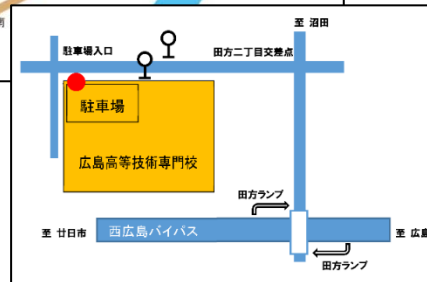 至 沼田
駐車場入口
田方二丁目交差点
駐車場
広島高等技術専門校
田方ランプ
至 廿日市
西広島バイパス
至 広島
田方ランプ